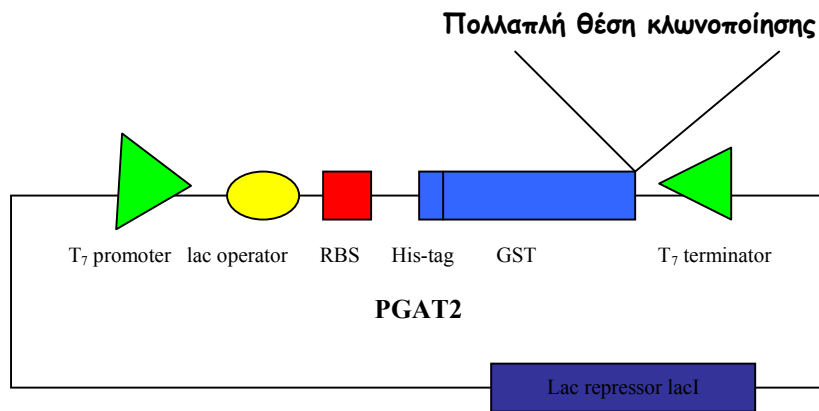 Πολλαπλή θέση κλωνοποίησης
T₇ promoter lac operator RBS His-tag GST T₇ terminator
PGAT2
Lac repressor lacI